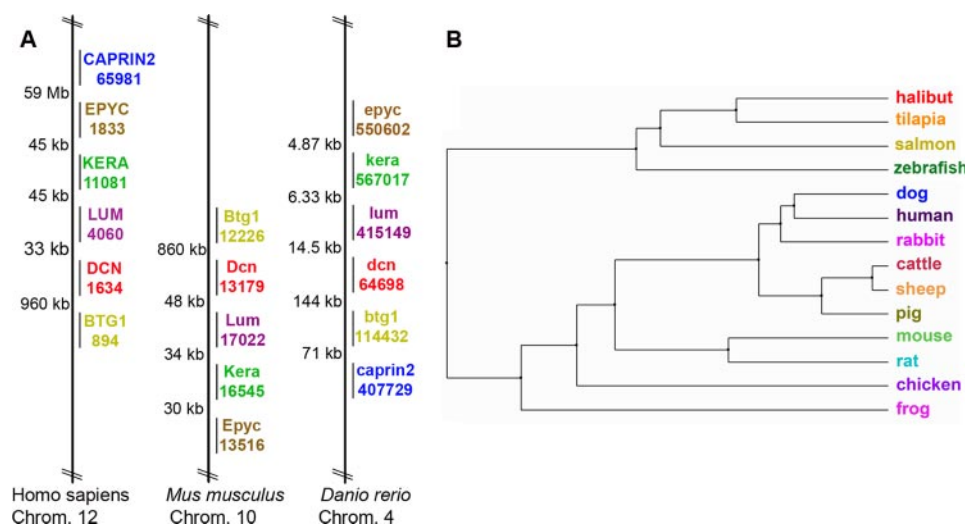 A
CAPRIN2
65981
59 Mb
EPYC
1833
45 kb
KERA
11081
45 kb
LUM
4060
33 kb
DCN
1634
960 kb
BTG1
894
Homo sapiens
Chrom. 12
Btg1
12226
860 kb
Dcn
13179
48 kb
Lum
17022
34 kb
Kera
16545
30 kb
Epyc
13516
Mus musculus
Chrom. 10
epyc
550602
4.87 kb
kera
567017
6.33 kb
lum
415149
14.5 kb
dcn
64698
144 kb
btg1
114432
71 kb
caprin2
407729
Danio rerio
Chrom. 4
B
halibut
tilapia
salmon
zebrafish
dog
human
rabbit
cattle
sheep
pig
mouse
rat
chicken
frog